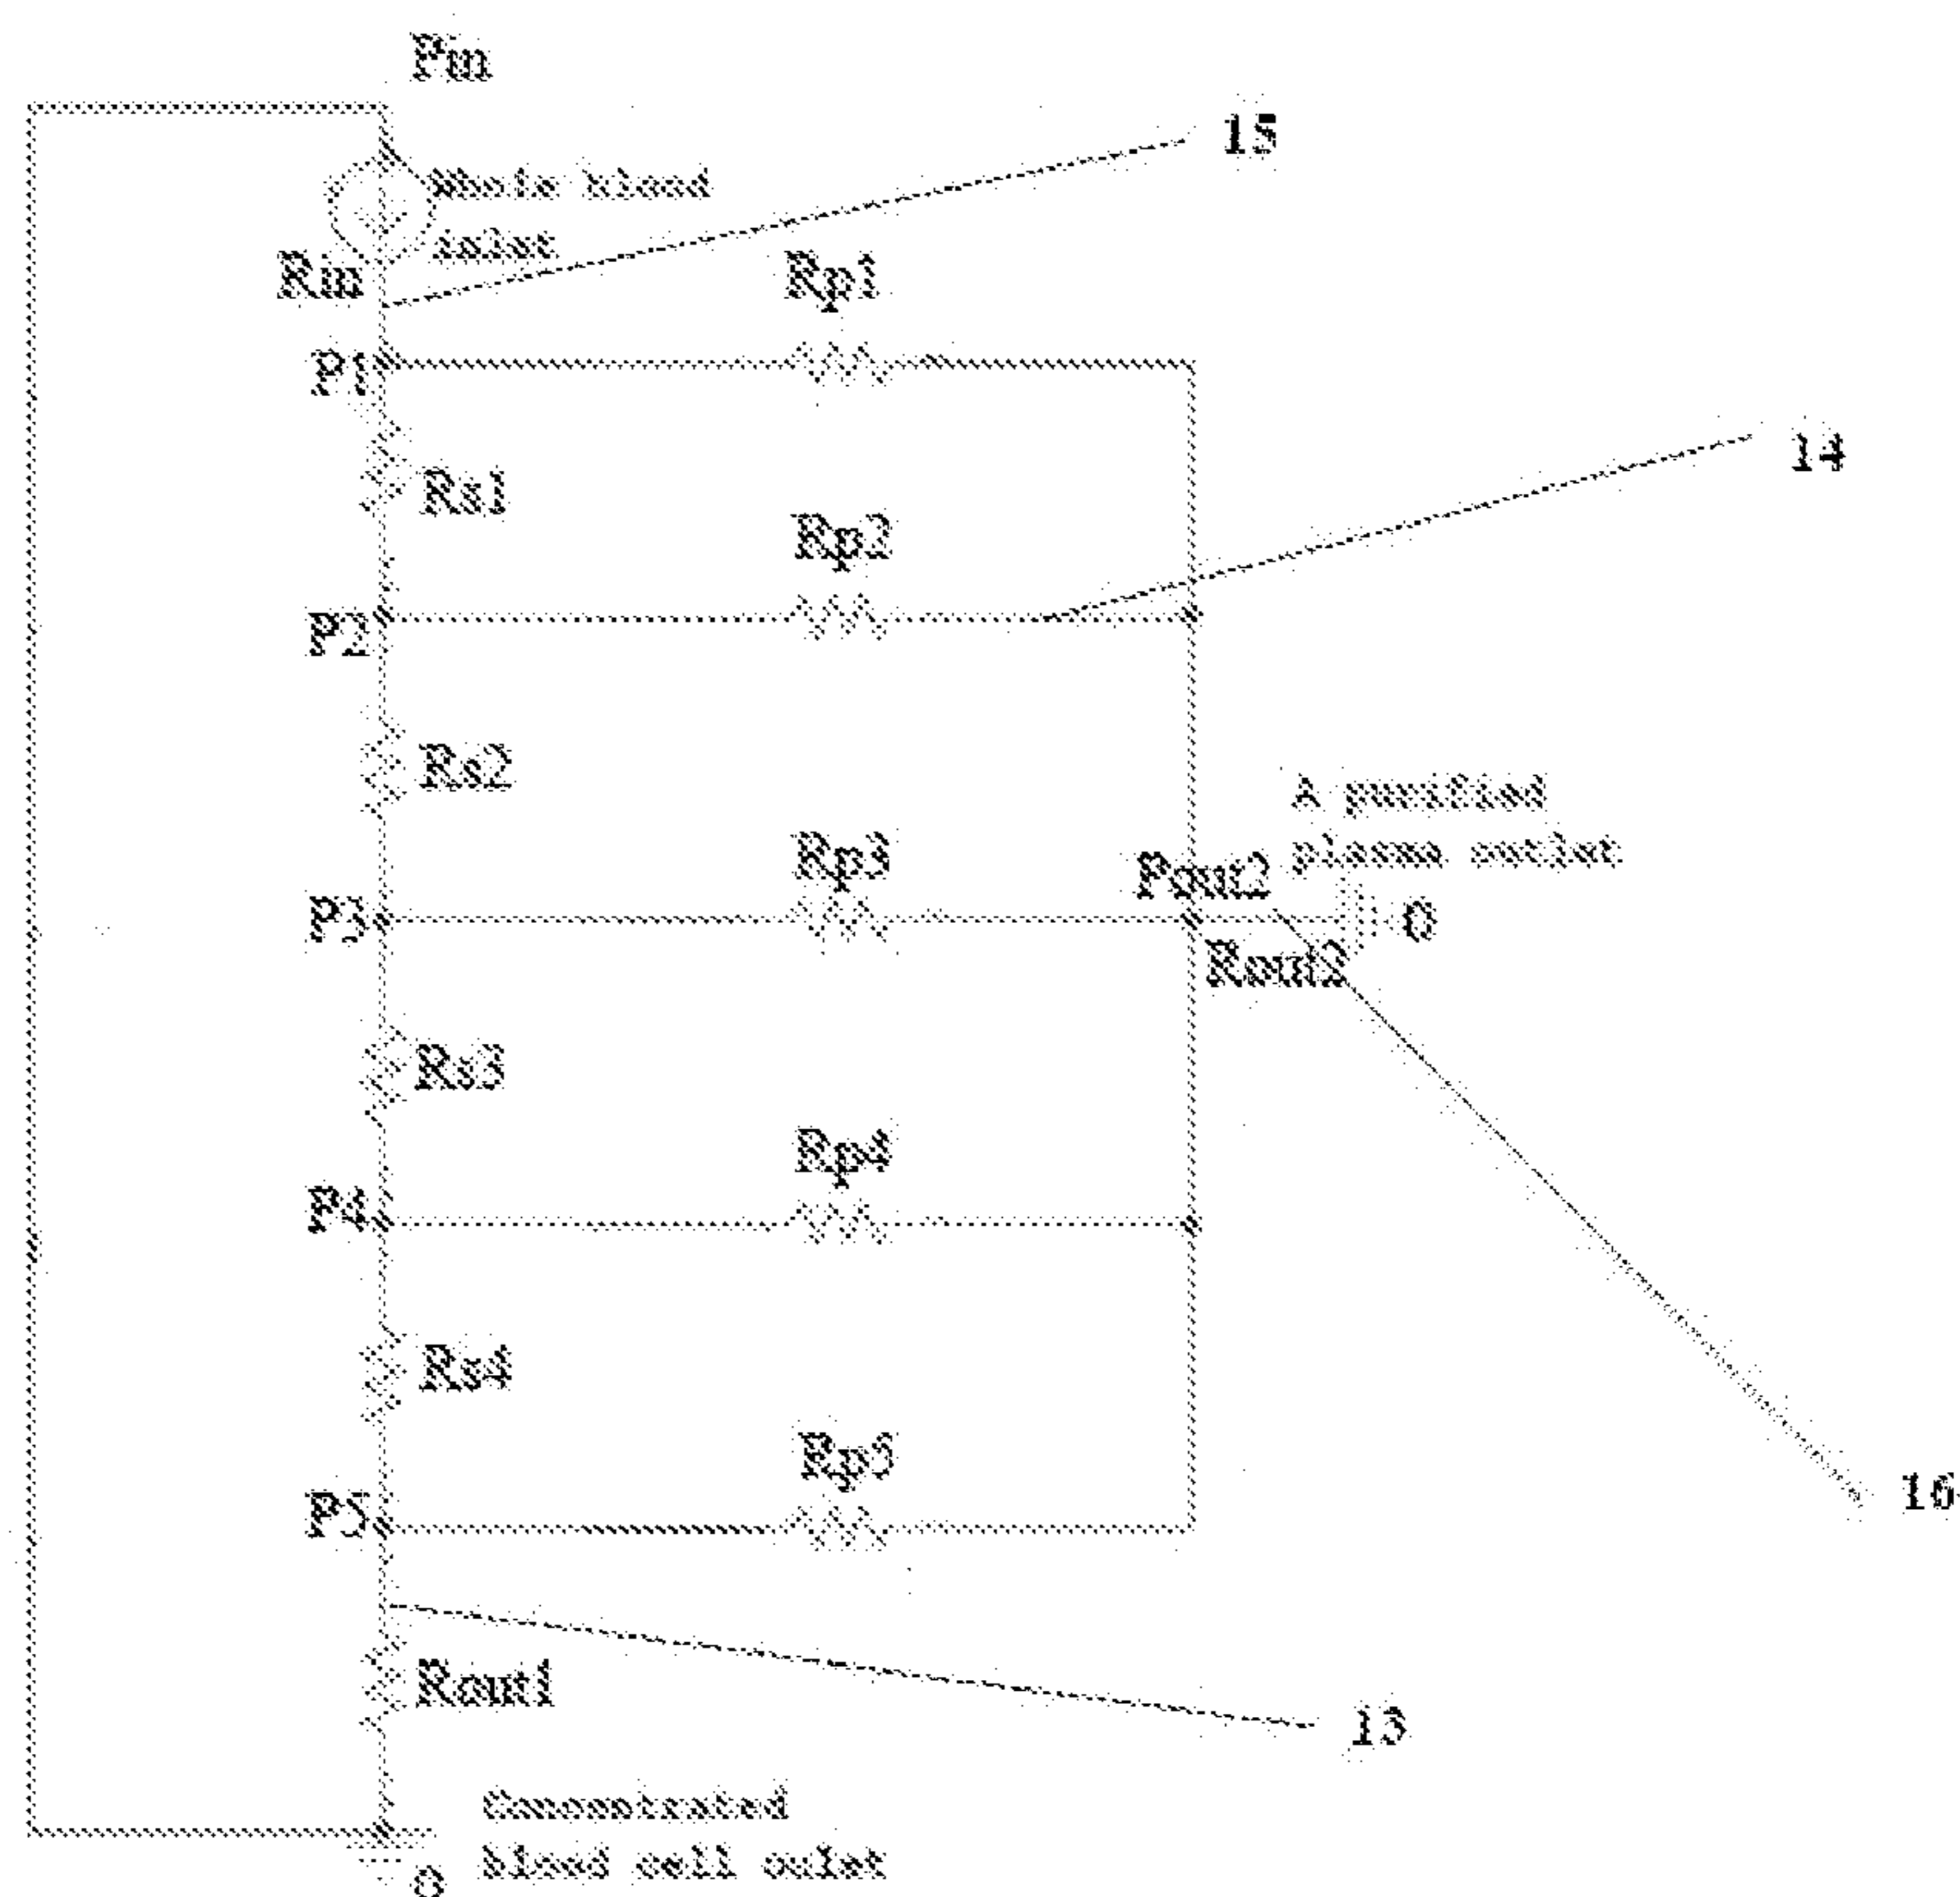 Pin
15
Whole blood
inlet
Rin
Rp1
P1
14
Rs1
Rp2
P2
Rs2
A purified
plasma outlet
Rp3
Pout2
P3
0
Rout2
Rs3
Rp4
P4
Rs4
Rp5
16
P5
Rout1
13
Concentrated
blood cell oulet
0